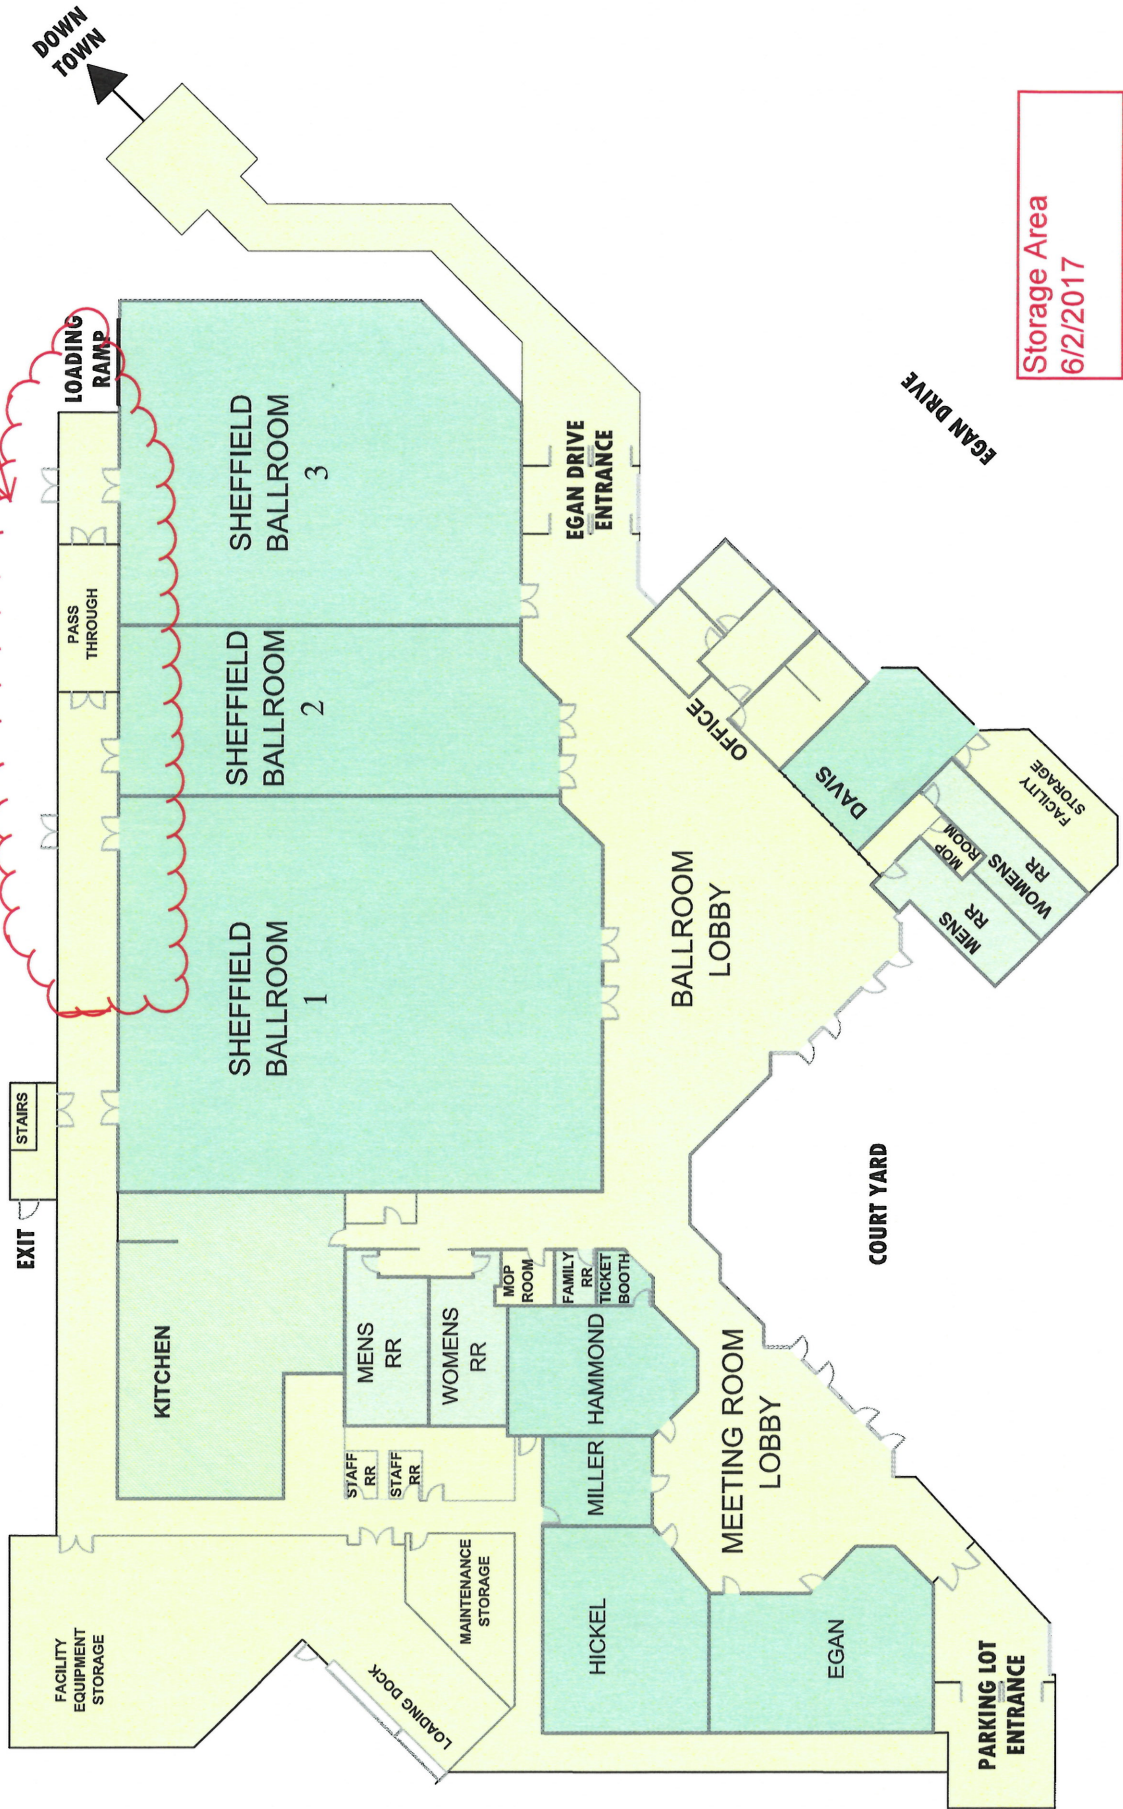 DOWN
TOWN
LOADING
RAMP
SHEFFIELD
BALLROOM
3
EGAN DRIVE
ENTRANCE
EGAN DRIVE
Storage Area
6/2/2017
PASS
THROUGH
SHEFFIELD
BALLROOM
2
OFFICE
DAVIS
FACILITY
STORAGE
MOP
ROOM
WOMENS
RR
MENS
RR
SHEFFIELD
BALLROOM
1
BALLROOM
LOBBY
STAIRS
EXIT
COURT YARD
KITCHEN
MENS
RR
WOMENS
RR
MOP
ROOM
FAMILY
RR
TICKET
BOOTH
HAMMOND
MILLER
STAFF
RR
STAFF
RR
MEETING ROOM
LOBBY
FACILITY
EQUIPMENT
STORAGE
MAINTENANCE
STORAGE
LOADING DOCK
HICKEL
EGAN
PARKING LOT
ENTRANCE